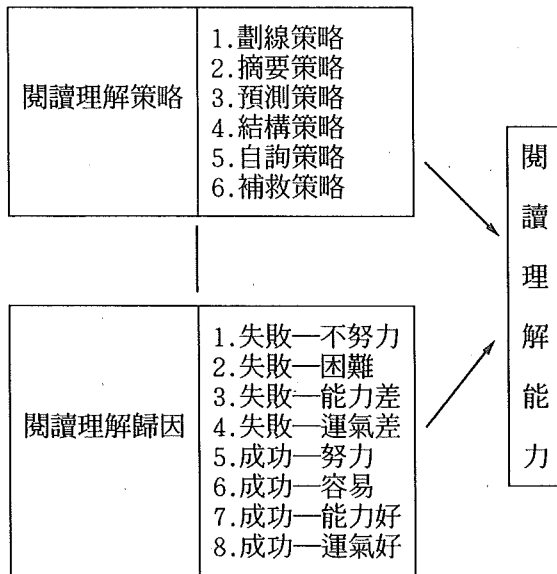 閱讀理解策略
1.劃線策略
2.摘要策略
3.預測策略
4.結構策略
5.自詢策略
6.補救策略
閱讀理解歸因
1.失敗—不努力
2.失敗—困難
3.失敗—能力差
4.失敗—運氣差
5.成功—努力
6.成功—容易
7.成功—能力好
8.成功—運氣好
閱讀理解能力